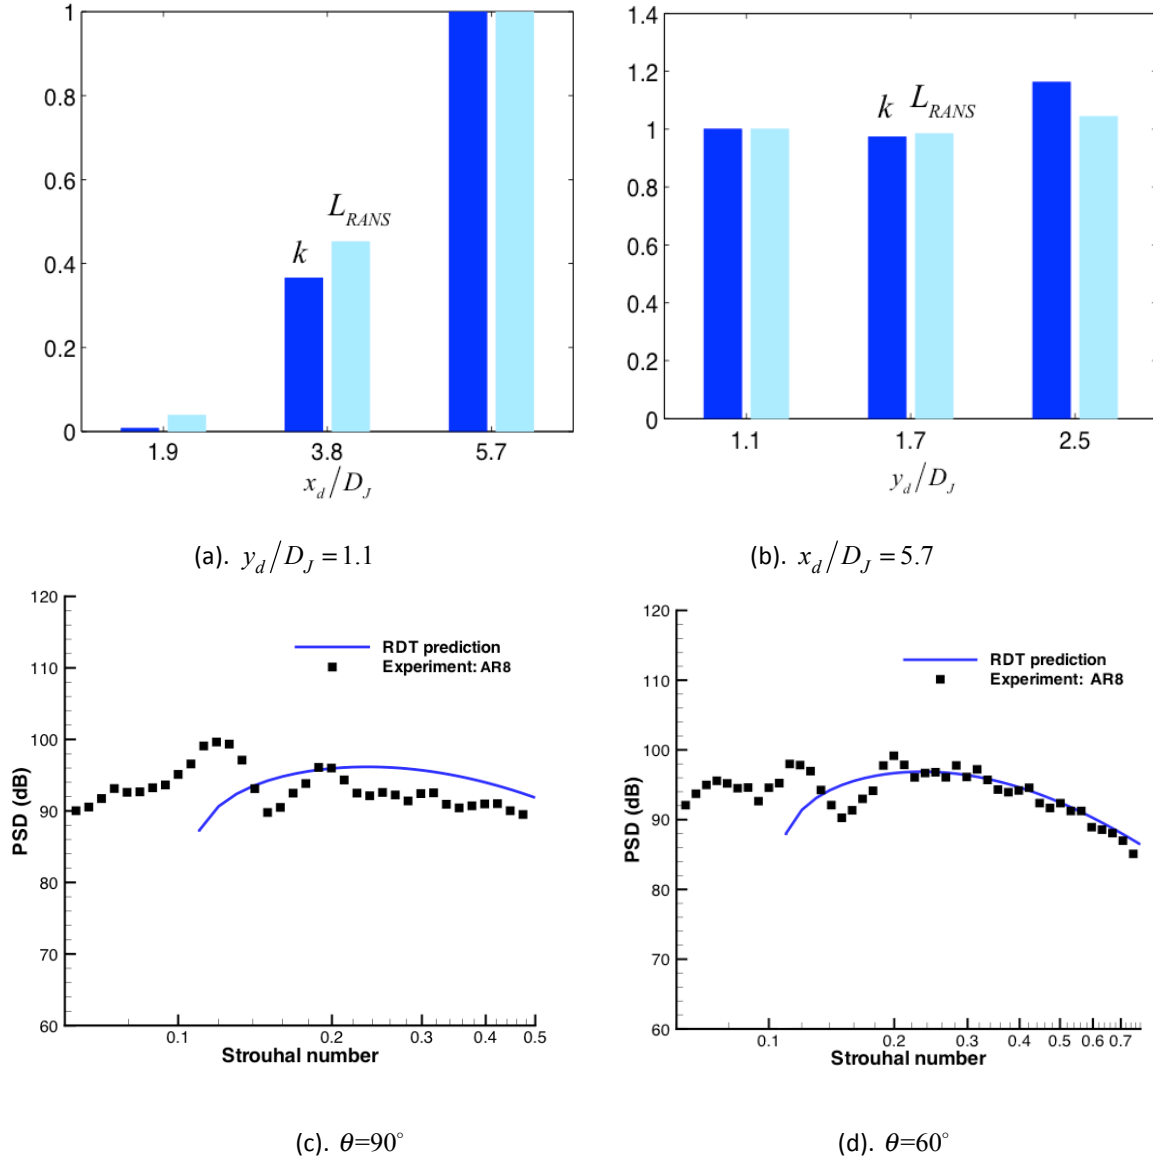 1
0.8
0.6
0.4
0.2
0
k
L_RANS
1.9 3.8 5.7
x_d/D_J
(a). y_d/D_J = 1.1
1.4
1.2
1
0.8
0.6
0.4
0.2
0
k L_RANS
1.1 1.7 2.5
y_d/D_J
(b). x_d/D_J = 5.7
120
110
100
90
80
70
60
PSD (dB)
RDT prediction
Experiment: AR8
0.1 0.2 0.3 0.4 0.5
Strouhal number
(c). θ=90°
120
110
100
90
80
70
60
PSD (dB)
RDT prediction
Experiment: AR8
0.1 0.2 0.3 0.4 0.5 0.6 0.7
Strouhal number
(d). θ=60°